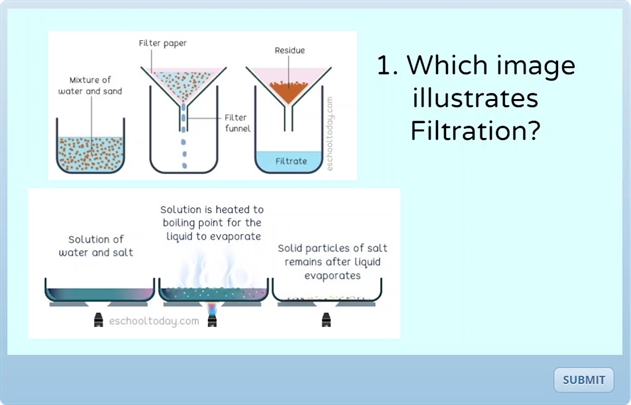 Filter paper
Residue
Mixture of
water and sand
Filter
funnel
Filtrate
eschooltoday.com
1. Which image
illustrates
Filtration?
Solution is heated to
boiling point for the
liquid to evaporate
Solution of
water and salt
Solid particles of salt
remains after liquid
evaporates
eschooltoday.com
SUBMIT